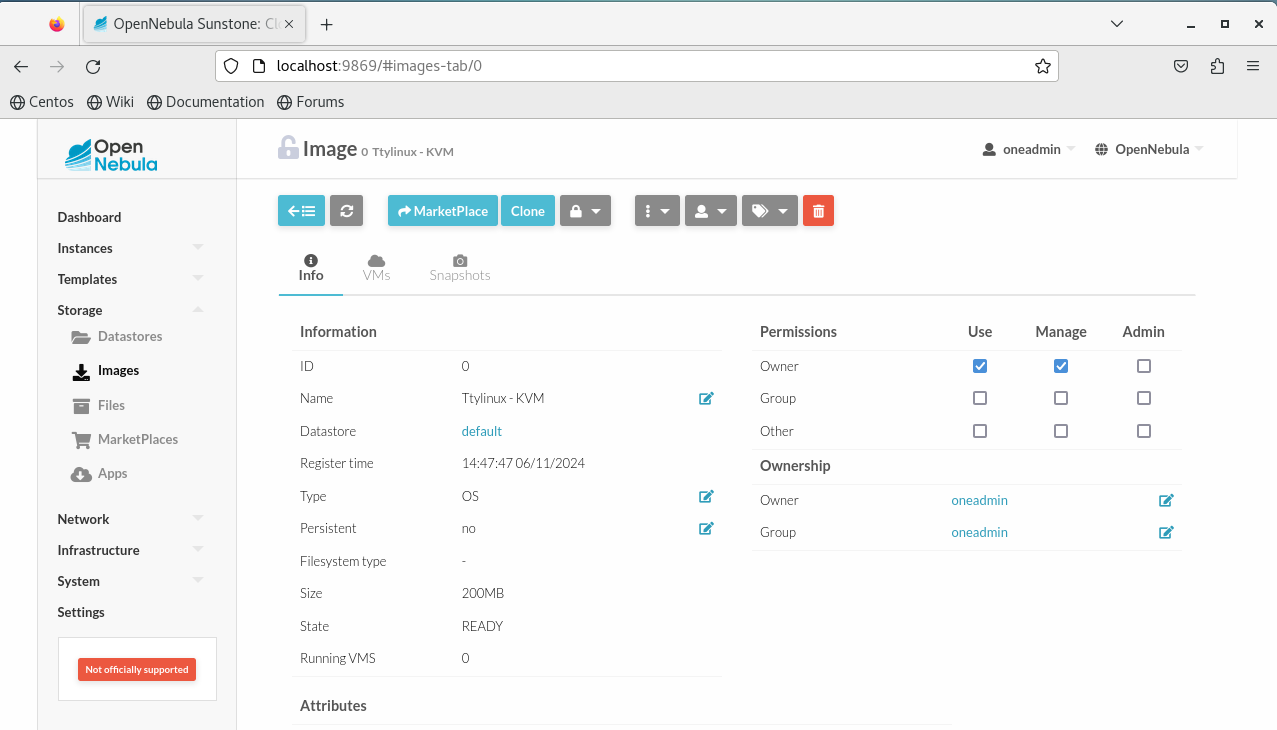 OpenNebula Sunstone: Cl
localhost:9869/#images-tab/0
Centos Wiki Documentation Forums
Open
Nebula
Image 0 Ttylinux - KVM
oneadmin OpenNebula
MarketPlace Clone
Dashboard
Instances
Templates
Storage
Datastores
Images
Files
MarketPlaces
Apps
Network
Infrastructure
System
Settings
Not officially supported
Info VMs Snapshots
Information
ID 0
Name Ttylinux - KVM
Datastore default
Register time 14:47:47 06/11/2024
Type OS
Persistent no
Filesystem type -
Size 200MB
State READY
Running VMS 0
Attributes
Permissions Use Manage Admin
Owner
Group
Other
Ownership
Owner oneadmin
Group oneadmin